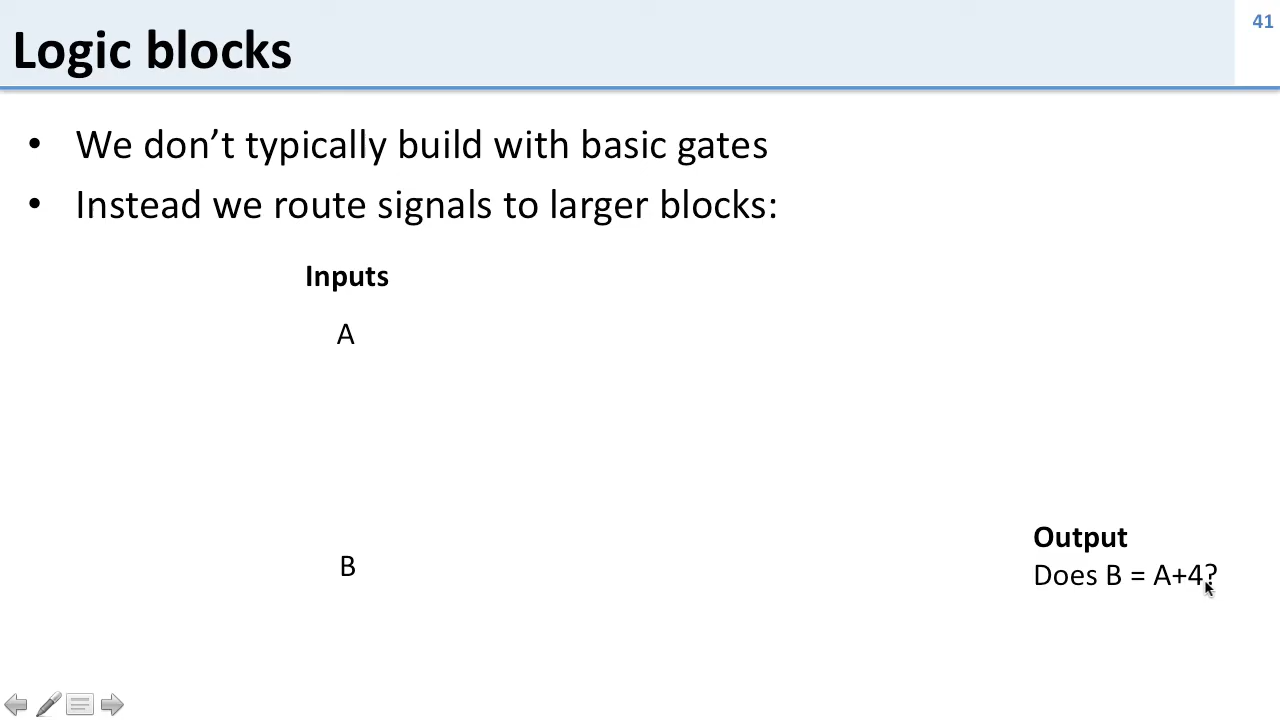 41
Logic blocks
• We don’t typically build with basic gates
• Instead we route signals to larger blocks:
Inputs
A
B
Output
Does B = A+4?